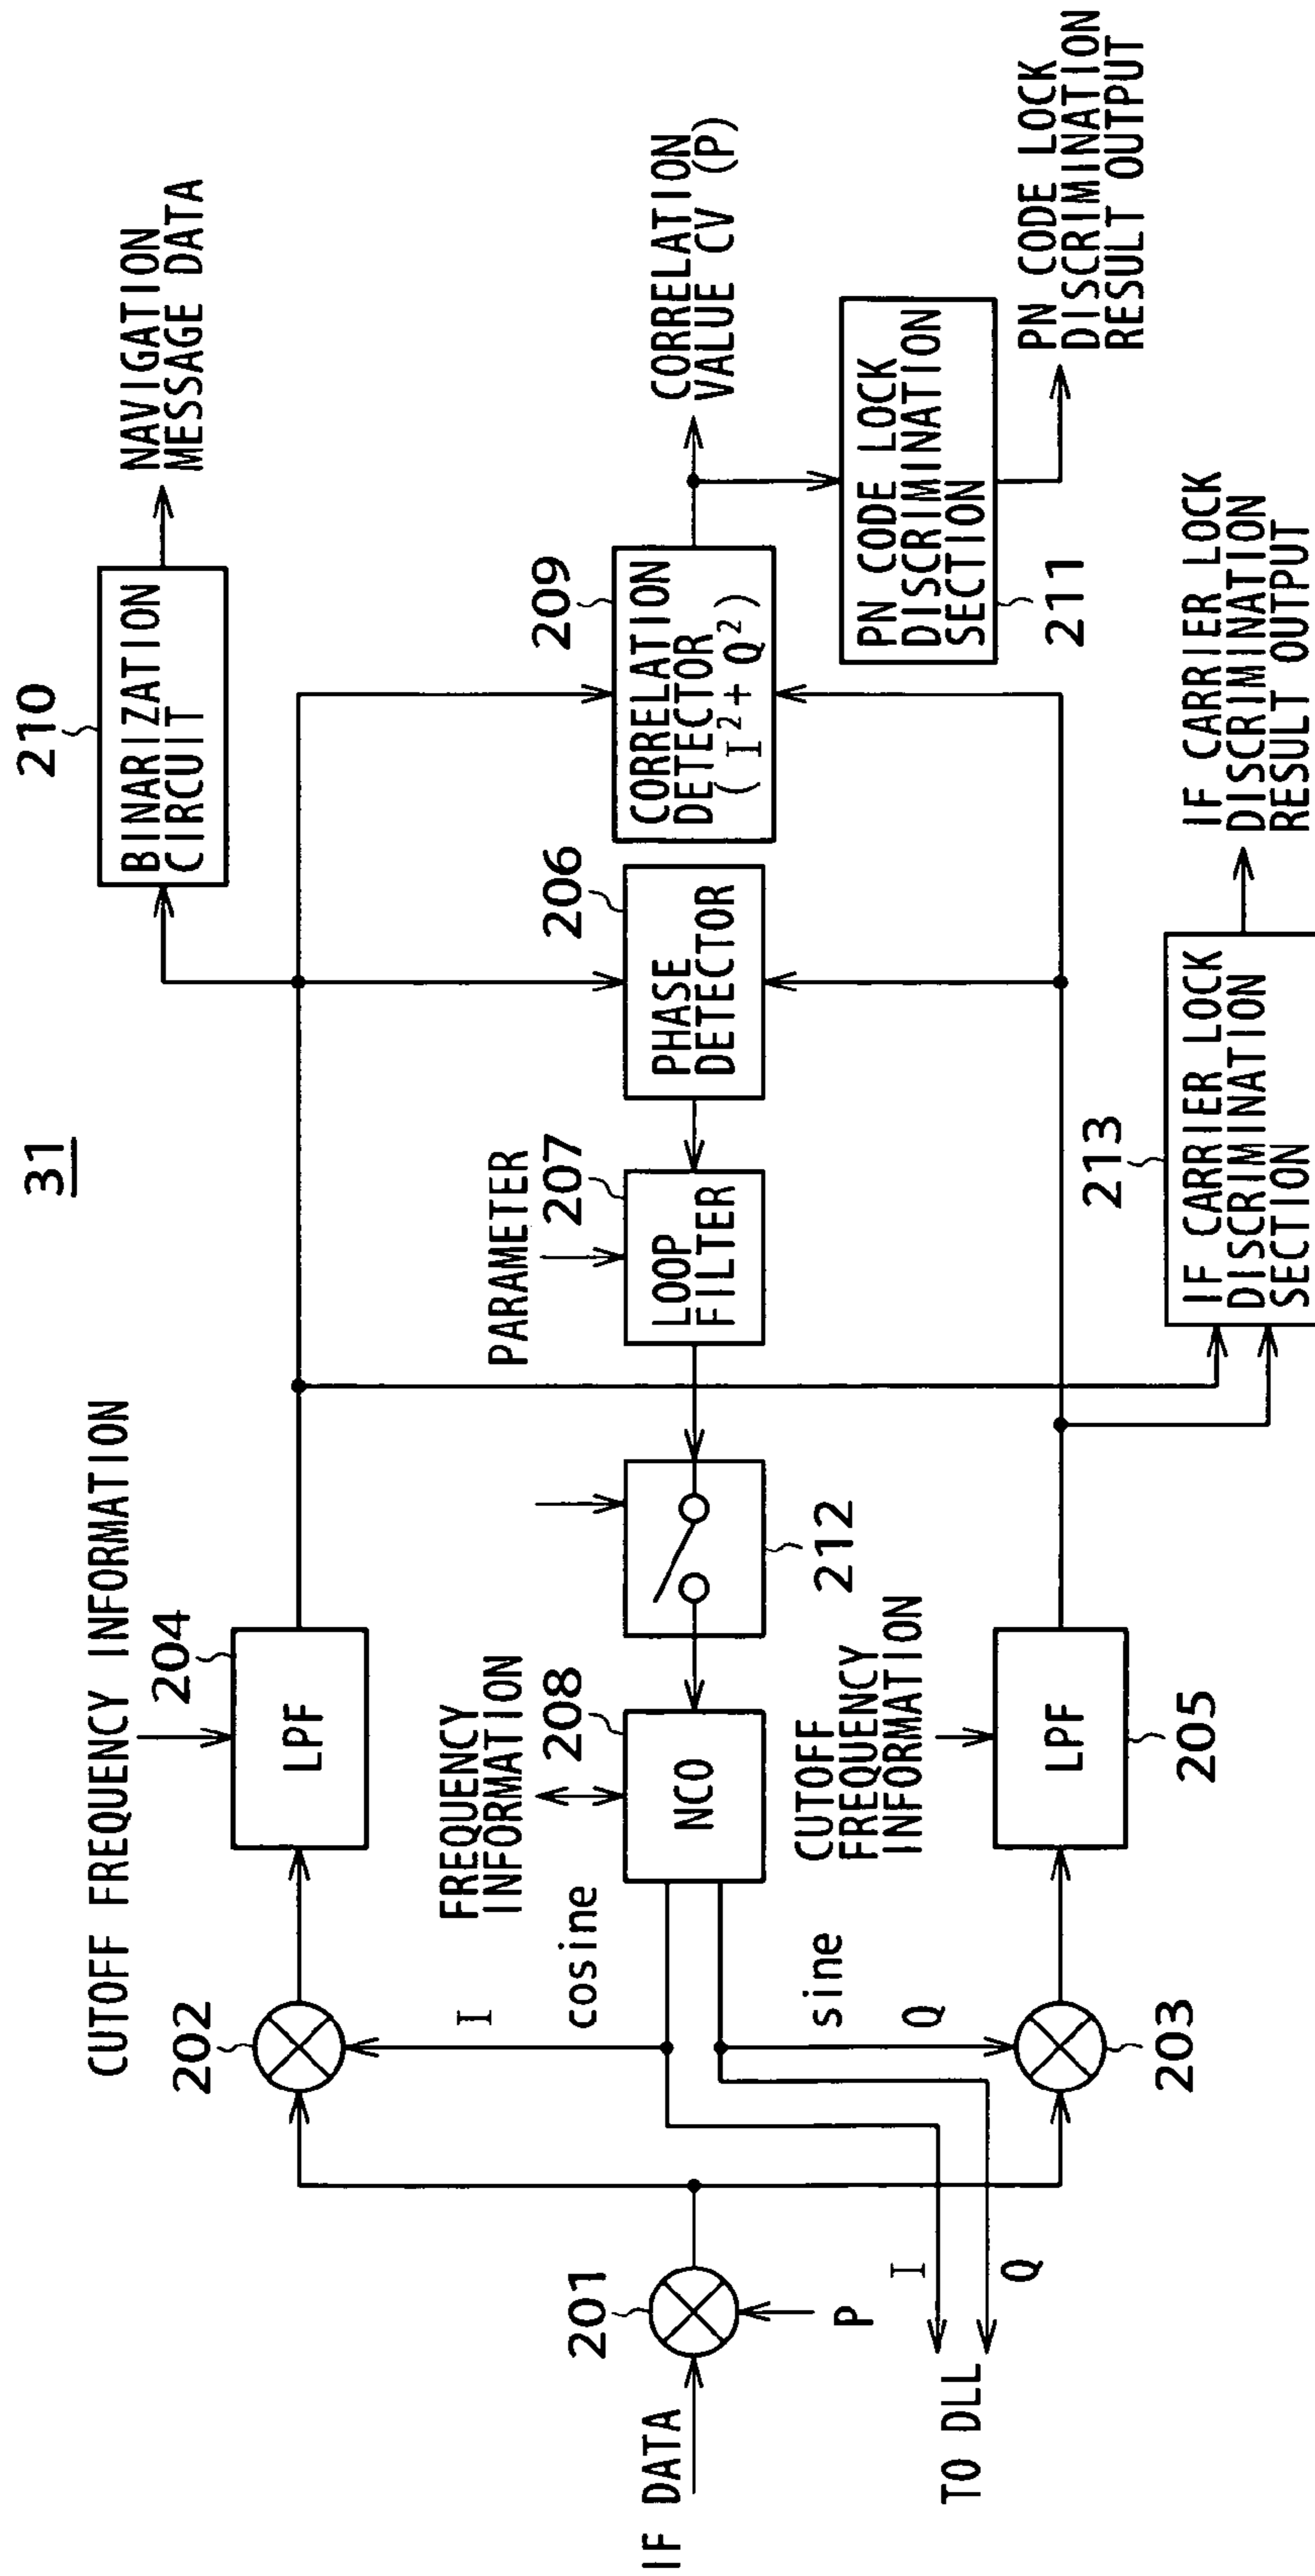 31
CUTOFF FREQUENCY INFORMATION
204
LPF
202
I
cosine
FREQUENCY
INFORMATION
208
NCO
sine
Q
CUTOFF
FREQUENCY
INFORMATION
LPF
205
203
201
IF DATA
P
I
Q
TO DLL
212
PARAMETER
207
LOOP
FILTER
206
PHASE
DETECTOR
210
BINARIZATION
CIRCUIT
NAVIGATION
MESSAGE DATA
209
CORRELATION
DETECTOR
(I²+Q²)
CORRELATION
VALUE CV (P)
PN CODE LOCK
DISCRIMINATION
SECTION
211
PN CODE LOCK
DISCRIMINATION
RESULT OUTPUT
213
IF CARRIER LOCK
DISCRIMINATION
SECTION
IF CARRIER LOCK
DISCRIMINATION
RESULT OUTPUT